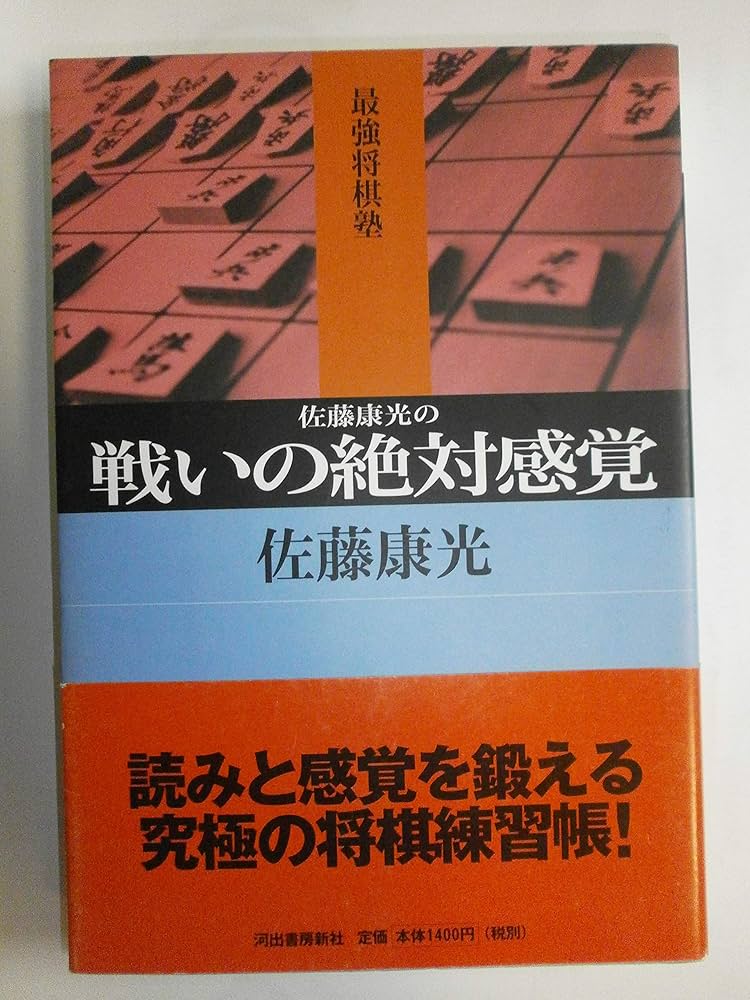 最強将棋塾
佐藤康光の
戦いの絶対感覚
佐藤康光
読みと感覚を鍛える
究極の将棋練習帳!
河出書房新社 定価 本体1400円 (税別)